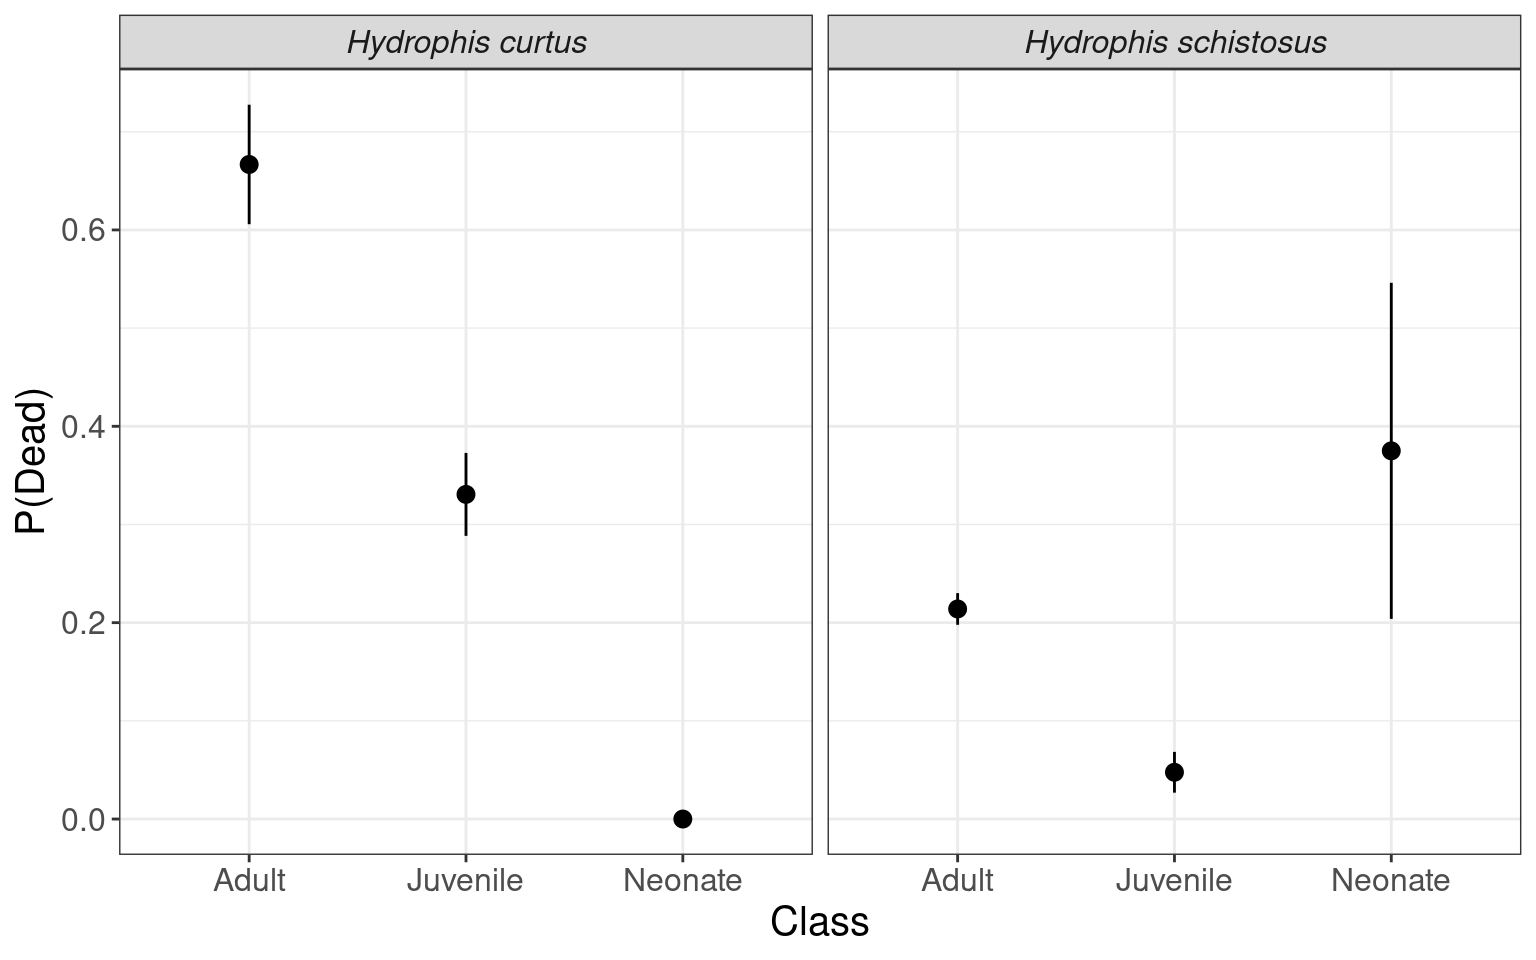 Hydrophis curtus
Hydrophis schistosus
P(Dead)
0.6
0.4
0.2
0.0
Adult
Juvenile
Neonate
Adult
Juvenile
Neonate
Class